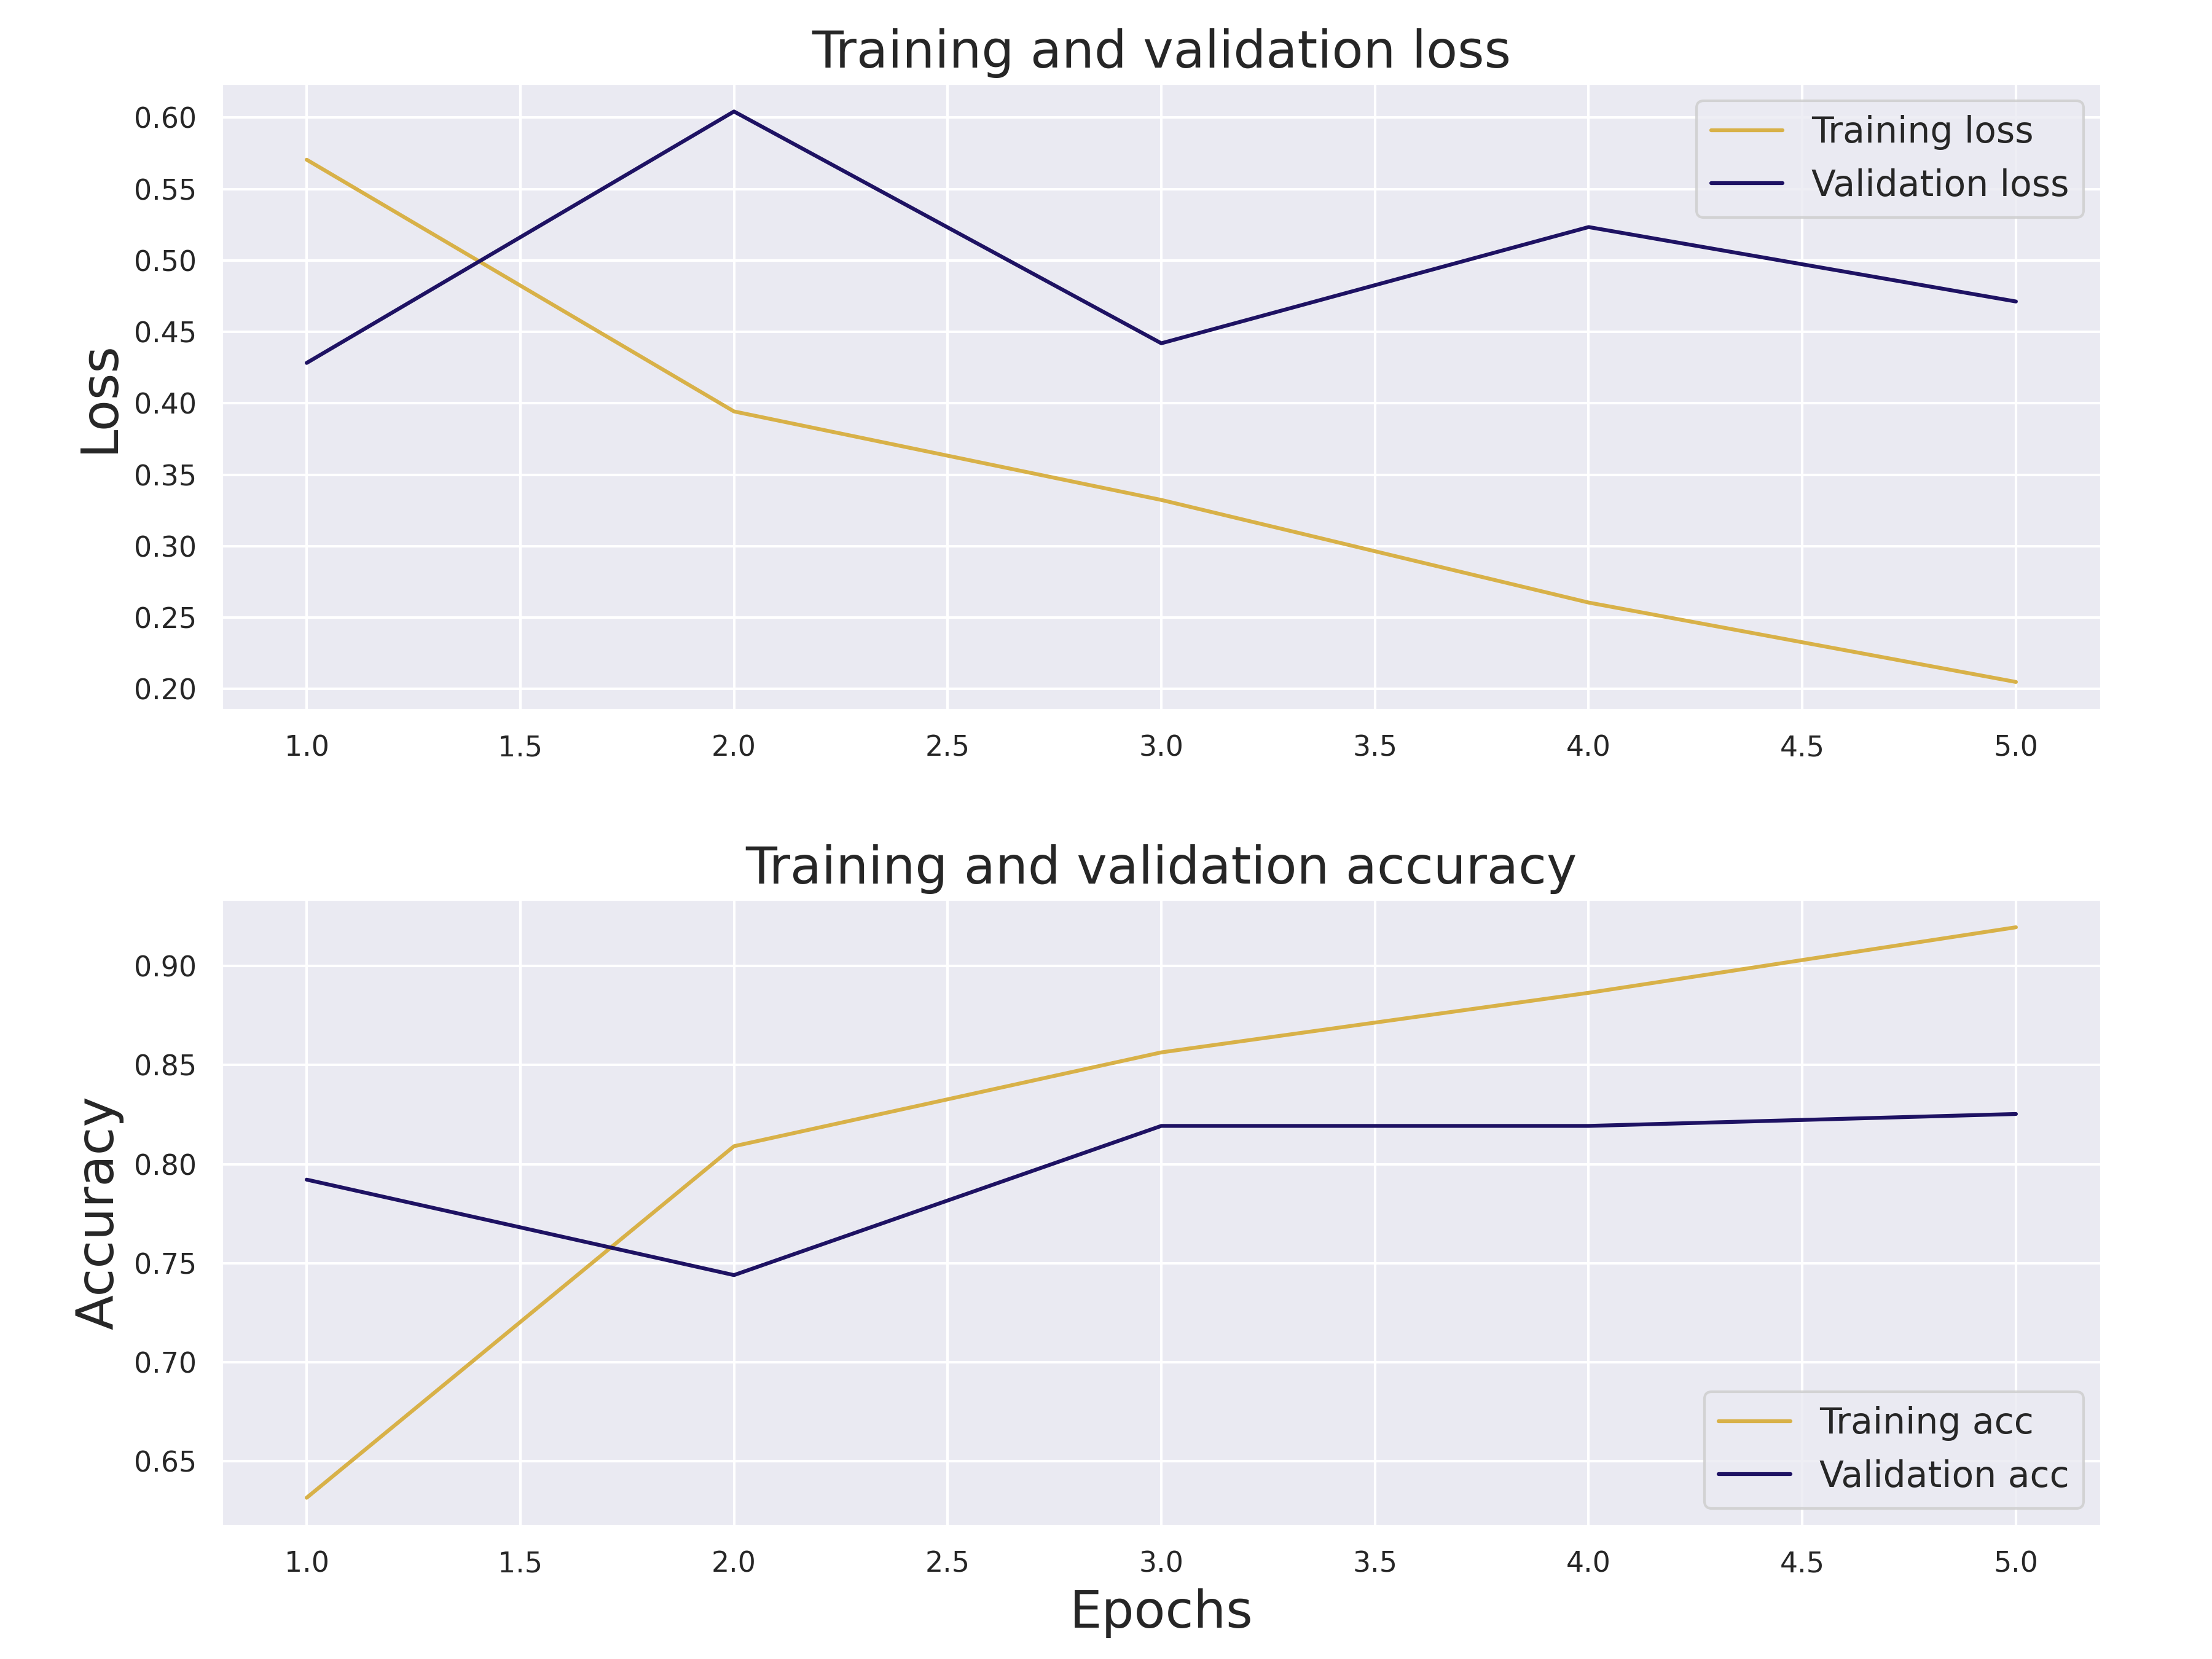 Training and validation loss
0.60
0.55
0.50
0.45
0.40
0.35
0.30
0.25
0.20
Loss
Training loss
Validation loss
1.0 1.5 2.0 2.5 3.0 3.5 4.0 4.5 5.0
Training and validation accuracy
0.90
0.85
0.80
0.75
0.70
0.65
Accuracy
Training acc
Validation acc
1.0 1.5 2.0 2.5 3.0 3.5 4.0 4.5 5.0
Epochs